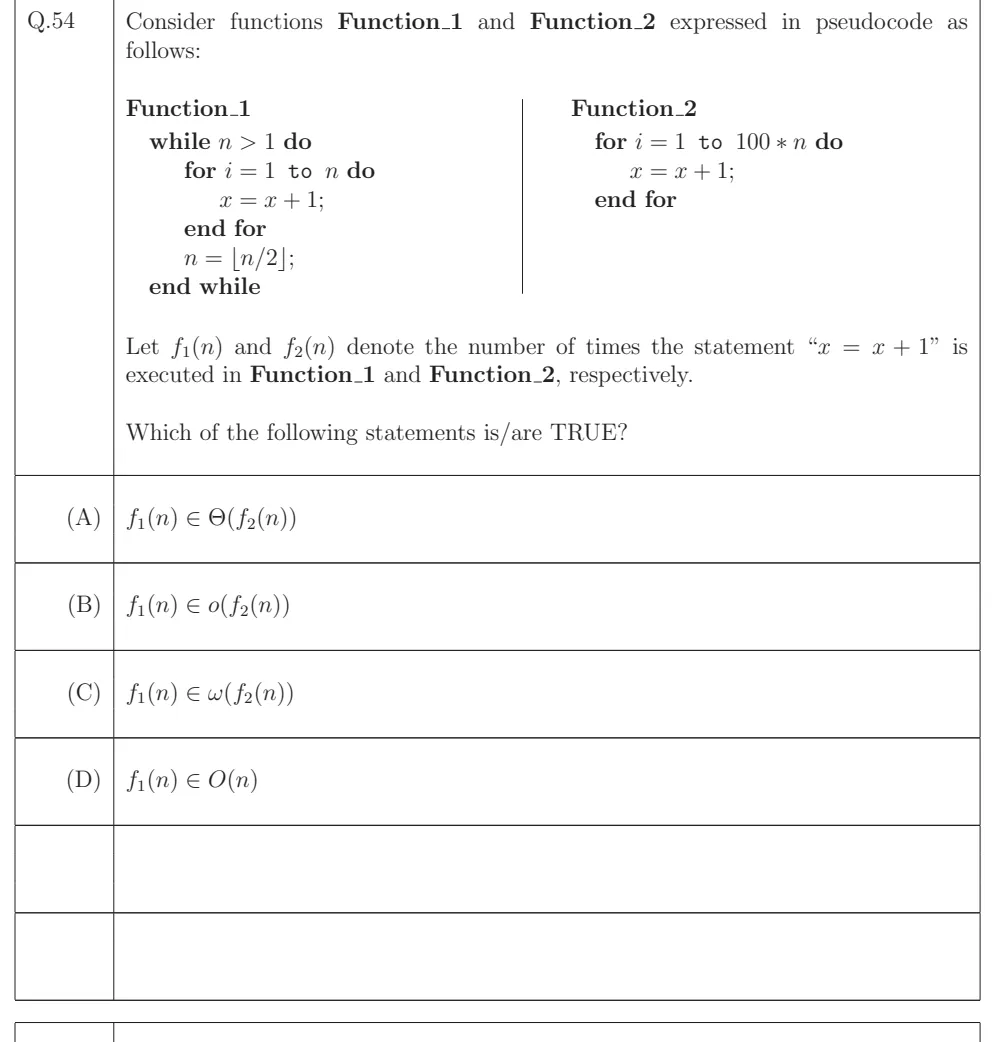 Q.54 Consider functions Function_1 and Function_2 expressed in pseudocode as
follows:
Function_1
while n > 1 do
for i = 1 to n do
x = x + 1;
end for
n = ⌊n/2⌋;
end while
Function_2
for i = 1 to 100 ∗ n do
x = x + 1;
end for
Let f₁(n) and f₂(n) denote the number of times the statement “x = x + 1” is
executed in Function_1 and Function_2, respectively.
Which of the following statements is/are TRUE?
(A) f₁(n) ∈ Θ(f₂(n))
(B) f₁(n) ∈ o(f₂(n))
(C) f₁(n) ∈ ω(f₂(n))
(D) f₁(n) ∈ O(n)